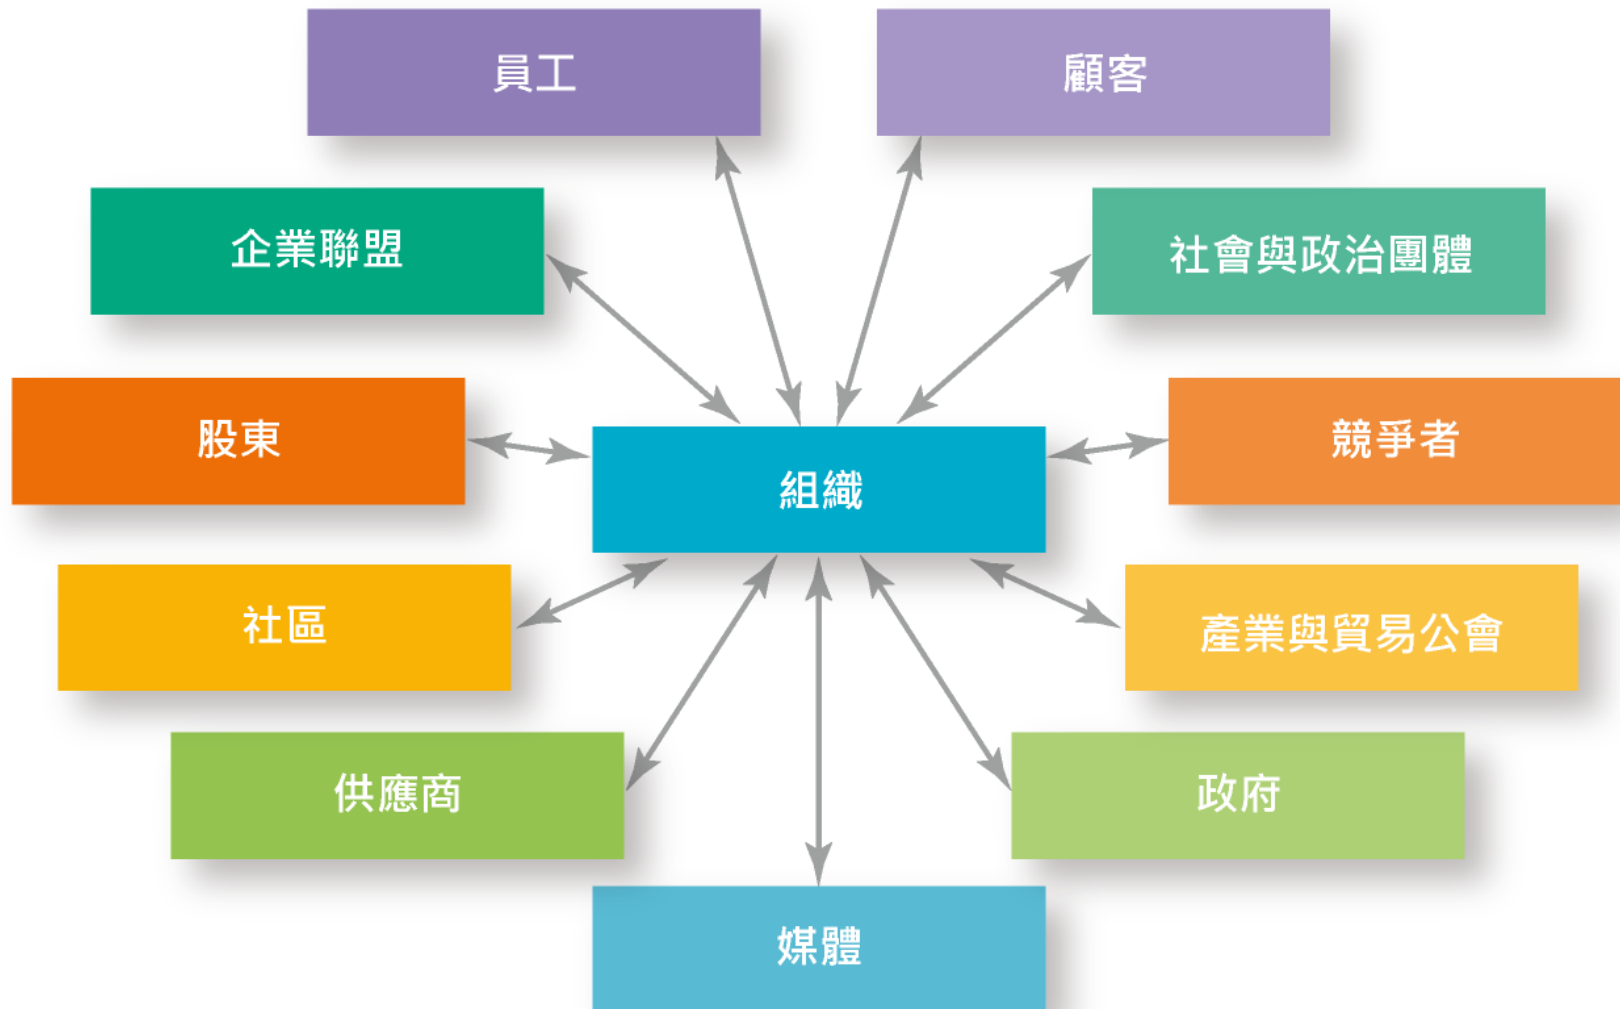 員工
顧客
企業聯盟
社會與政治團體
股東
競爭者
組織
社區
產業與貿易公會
供應商
政府
媒體